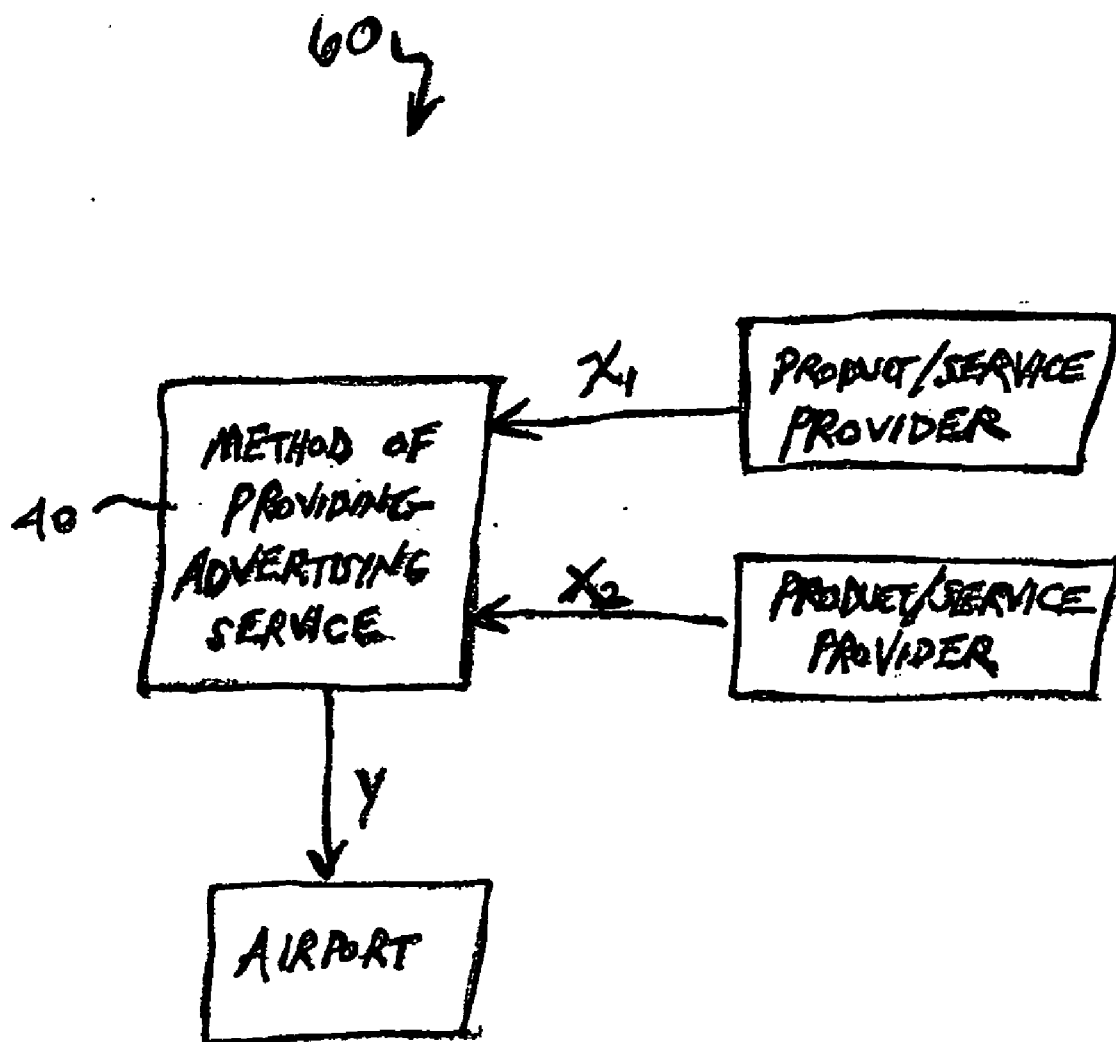 60
X1
PRODUCT/SERVICE
PROVIDER
METHOD OF
PROVIDING
ADVERTISING
SERVICE
40
X2
PRODUCT/SERVICE
PROVIDER
Y
AIRPORT